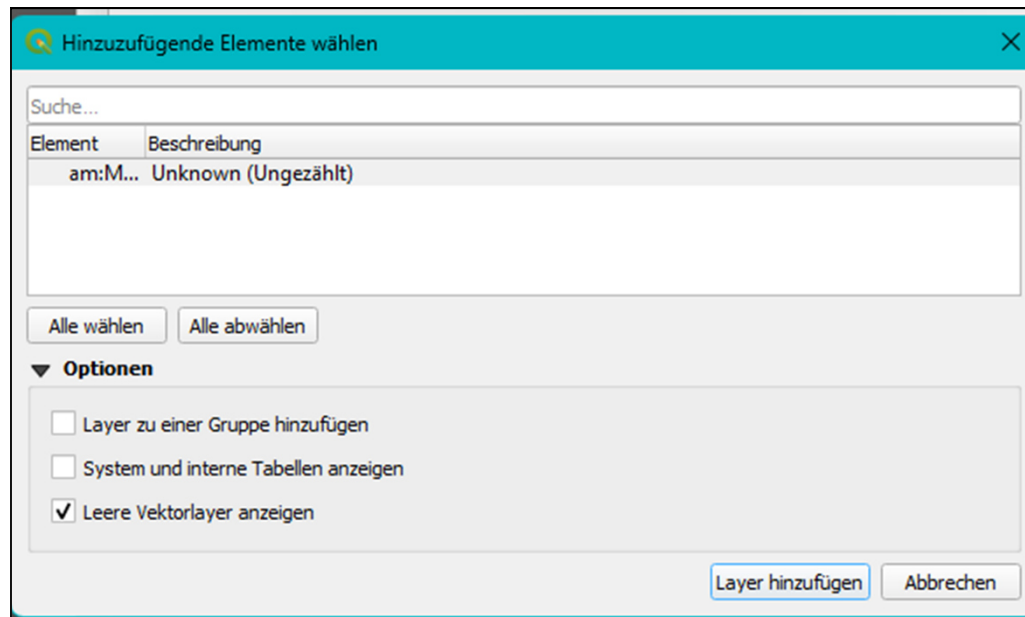 Hinzuzufügende Elemente wählen
Suche...
Element Beschreibung
am:M... Unknown (Ungezählt)
Alle wählen Alle abwählen
Optionen
Layer zu einer Gruppe hinzufügen
System und interne Tabellen anzeigen
Leere Vektorlayer anzeigen
Layer hinzufügen Abbrechen